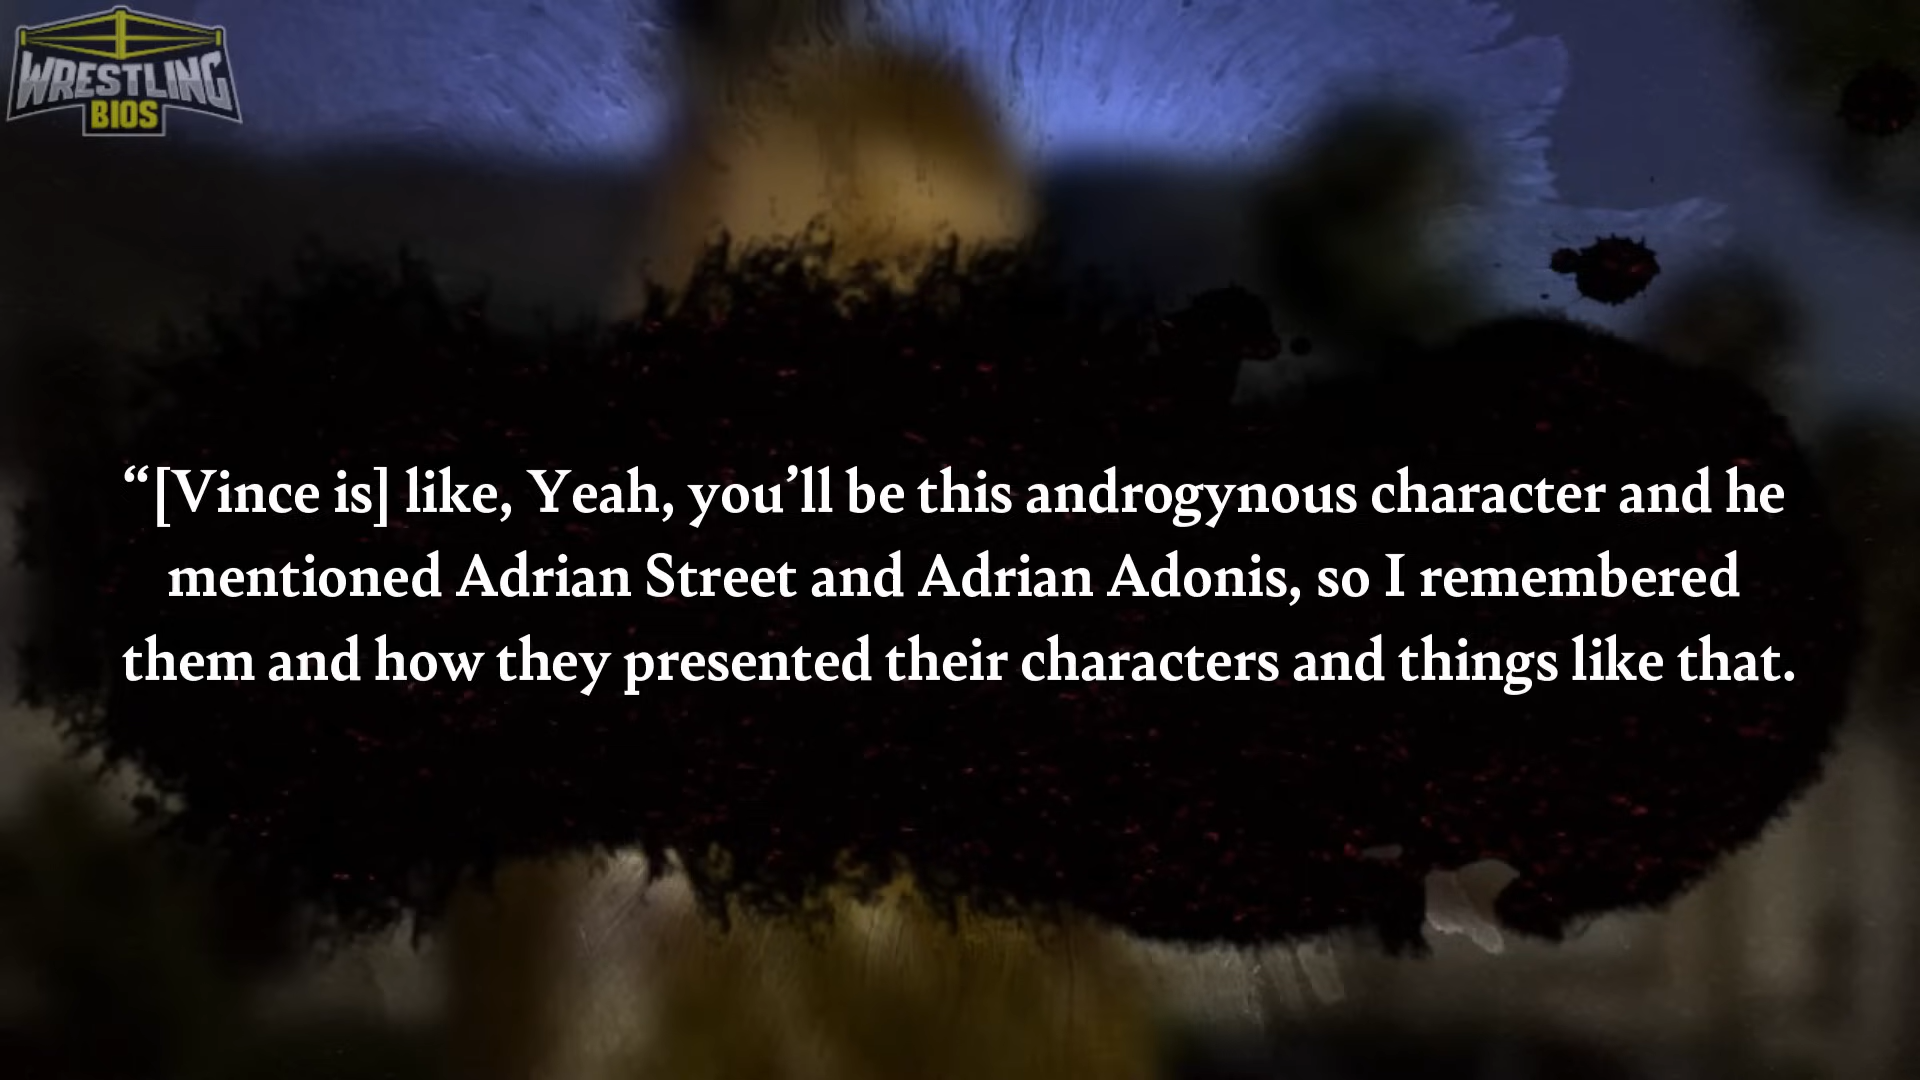 WRESTLING
BIOS
“[Vince is] like, Yeah, you’ll be this androgynous character and he
mentioned Adrian Street and Adrian Adonis, so I remembered
them and how they presented their characters and things like that.